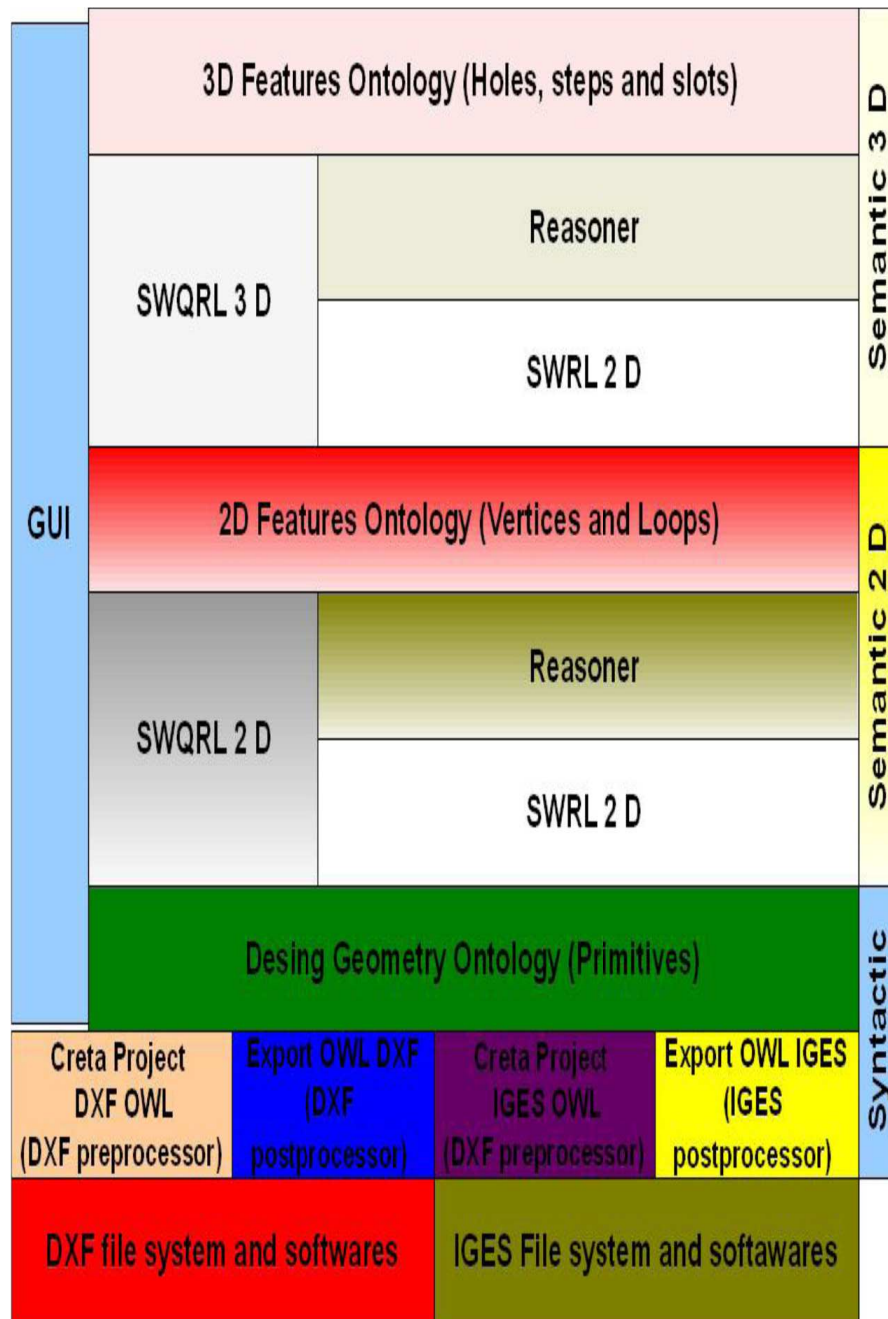 3D Features Ontology (Holes, steps and slots)
Semantic 3 D
Reasoner
SWQRL 3 D
SWRL 2 D
GUI
2D Features Ontology (Vertices and Loops)
Semantic 2 D
Reasoner
SWQRL 2 D
SWRL 2 D
Desing Geometry Ontology (Primitives)
Syntactic
Creta Project
DXF OWL
(DXF preprocessor)
Export OWL DXF
(DXF
postprocessor)
Creta Project
IGES OWL
(DXF preprocessor)
Export OWL IGES
(IGES
postprocessor)
DXF file system and softwares
IGES File system and softawares